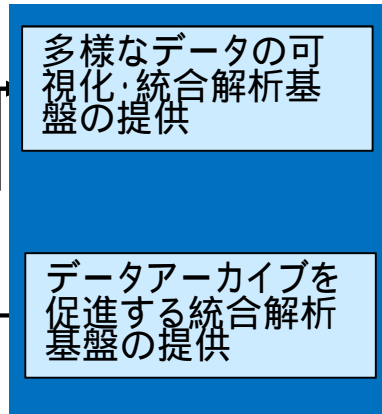 多様なデータの可
視化·統合解析基
盤の提供
データアーカイブを
促進する統合解析
基盤の提供